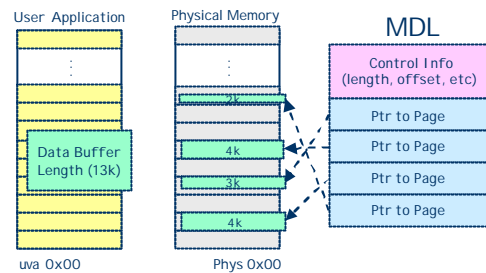 User Application
Physical Memory
MDL
:
:
Control Info
(length, offset, etc)
2k
Ptr to Page
Data Buffer
Length (13k)
4k
Ptr to Page
3k
Ptr to Page
4k
Ptr to Page
uva 0x00
Phys 0x00